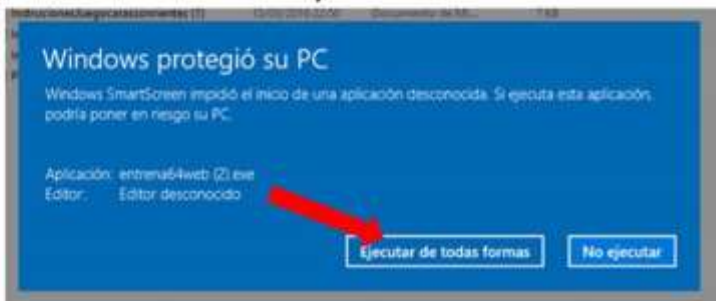 Windows protegió su PC
Windows SmartScreen impidió el inicio de una aplicación desconocida. Si ejecuta esta aplicación,
podría poner en riesgo su PC.
Aplicación: entrena64web (2).exe
Editor: Editor desconocido
Ejecutar de todas formas
No ejecutar